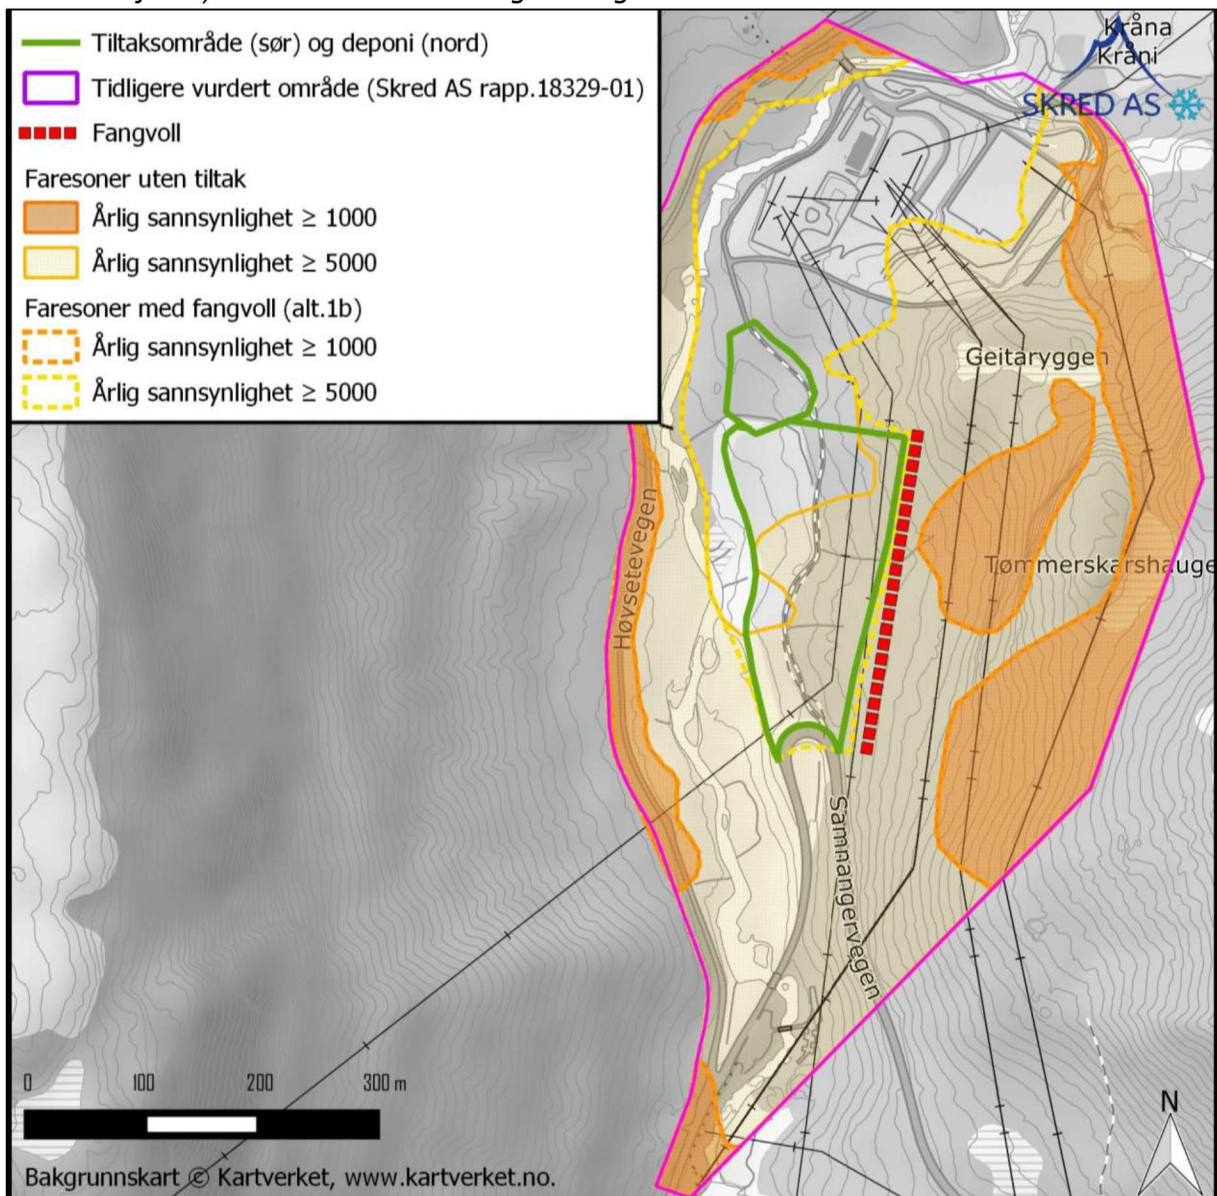 Tiltaksområde (sør) og deponi (nord)
Tidligere vurdert område (Skred AS rapp.18329-01)
Fangvoll
Faresoner uten tiltak
Årlig sannsynlighet ≥ 1000
Årlig sannsynlighet ≥ 5000
Faresoner med fangvoll (alt.1b)
Årlig sannsynlighet ≥ 1000
Årlig sannsynlighet ≥ 5000
Kråna
Kråni
SKRED AS
Geitaryggen
Tømmerskarshauge
Høvsetevegen
Samnangervegen
0 100 200 300 m
N
Bakgrunnskart © Kartverket, www.kartverket.no.